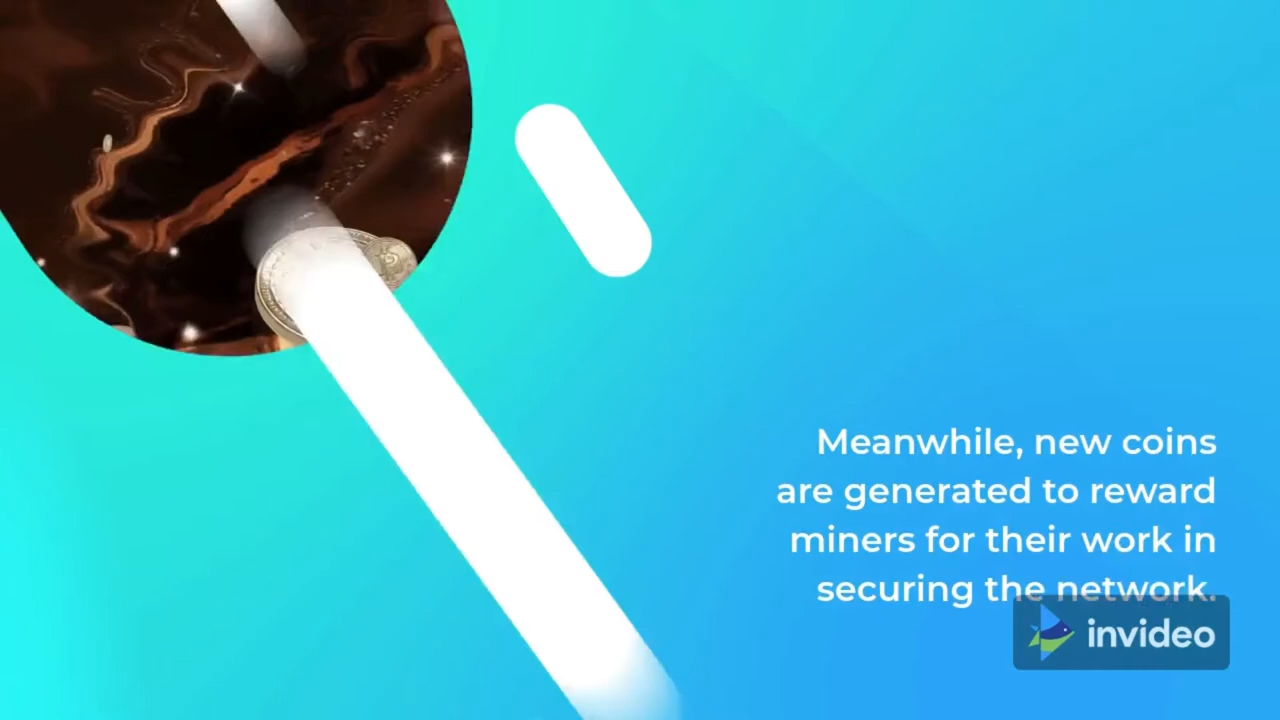 Meanwhile, new coins
are generated to reward
miners for their work in
securing the network.
invideo